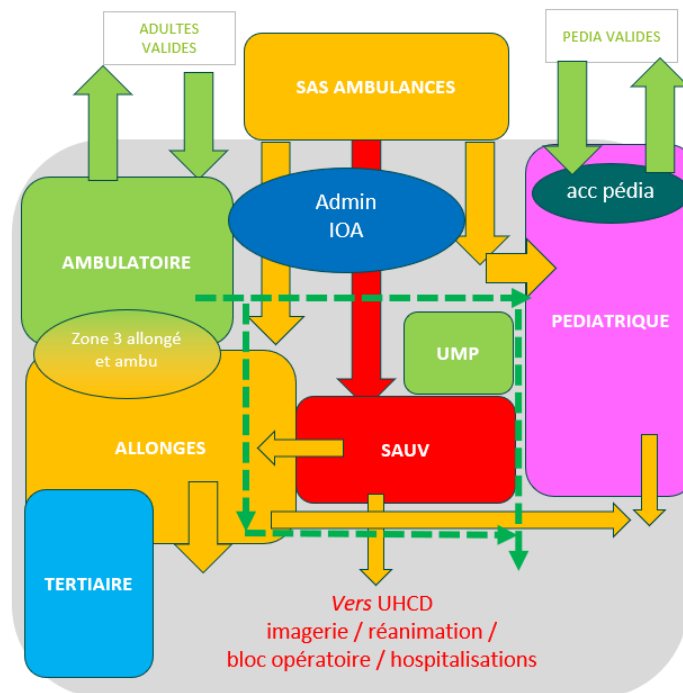 ADULTES
VALIDES
PEDIA VALIDES
SAS AMBULANCES
Admin
IOA
acc pédia
AMBULATOIRE
PEDIATRIQUE
Zone 3 allongé
et ambu
UMP
ALLONGES
SAUV
TERTIAIRE
Vers UHCD
imagerie / réanimation /
bloc opératoire / hospitalisations